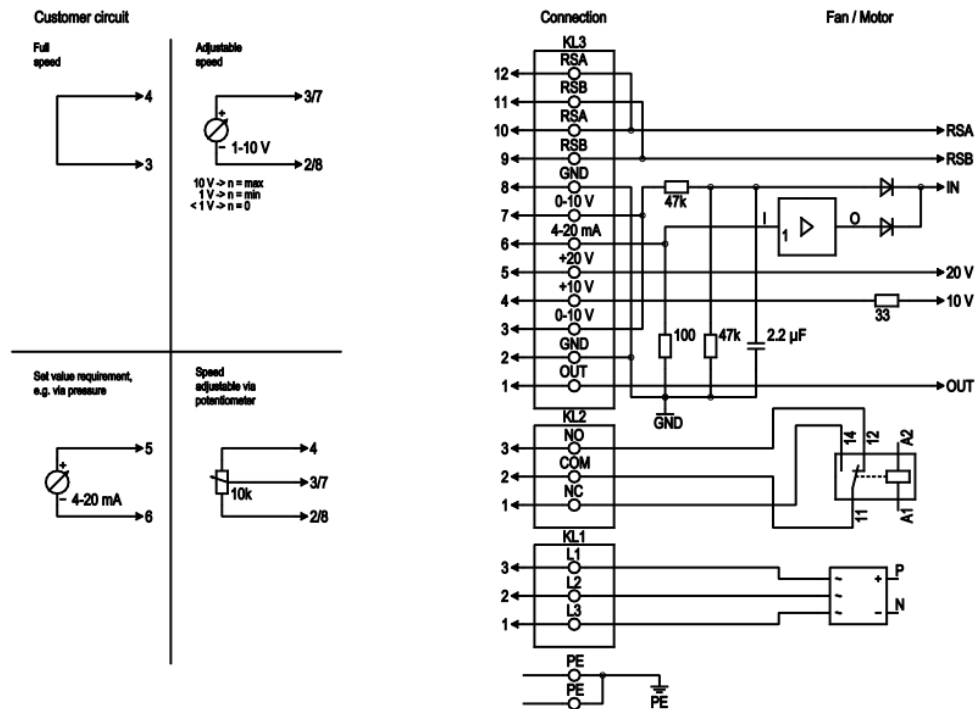 Customer circuit
Full
speed
4
3
Adjustable
speed
+
1-10 V
–
3/7
2/8
10 V -> n = max
1 V -> n = min
< 1 V -> n = 0
Set value requirement,
e.g. via pressure
+
4-20 mA
–
5
6
Speed
adjustable via
potentiometer
10k
4
3/7
2/8
Connection
Fan / Motor
KL3
12 RSA
11 RSB
10 RSA RSA
9 RSB RSB
8 GND 47k IN
7 0-10 V I 1 O
6 4-20 mA
5 +20 V 20 V
4 +10 V 33 10 V
3 0-10 V 100 47k 2.2 µF
2 GND
1 OUT OUT
GND
KL2
3 NO 14 12 A2
2 COM
1 NC 11 A1
KL1
3 L1 ~ + P
2 L2 ~
1 L3 ~ – N
PE
PE PE